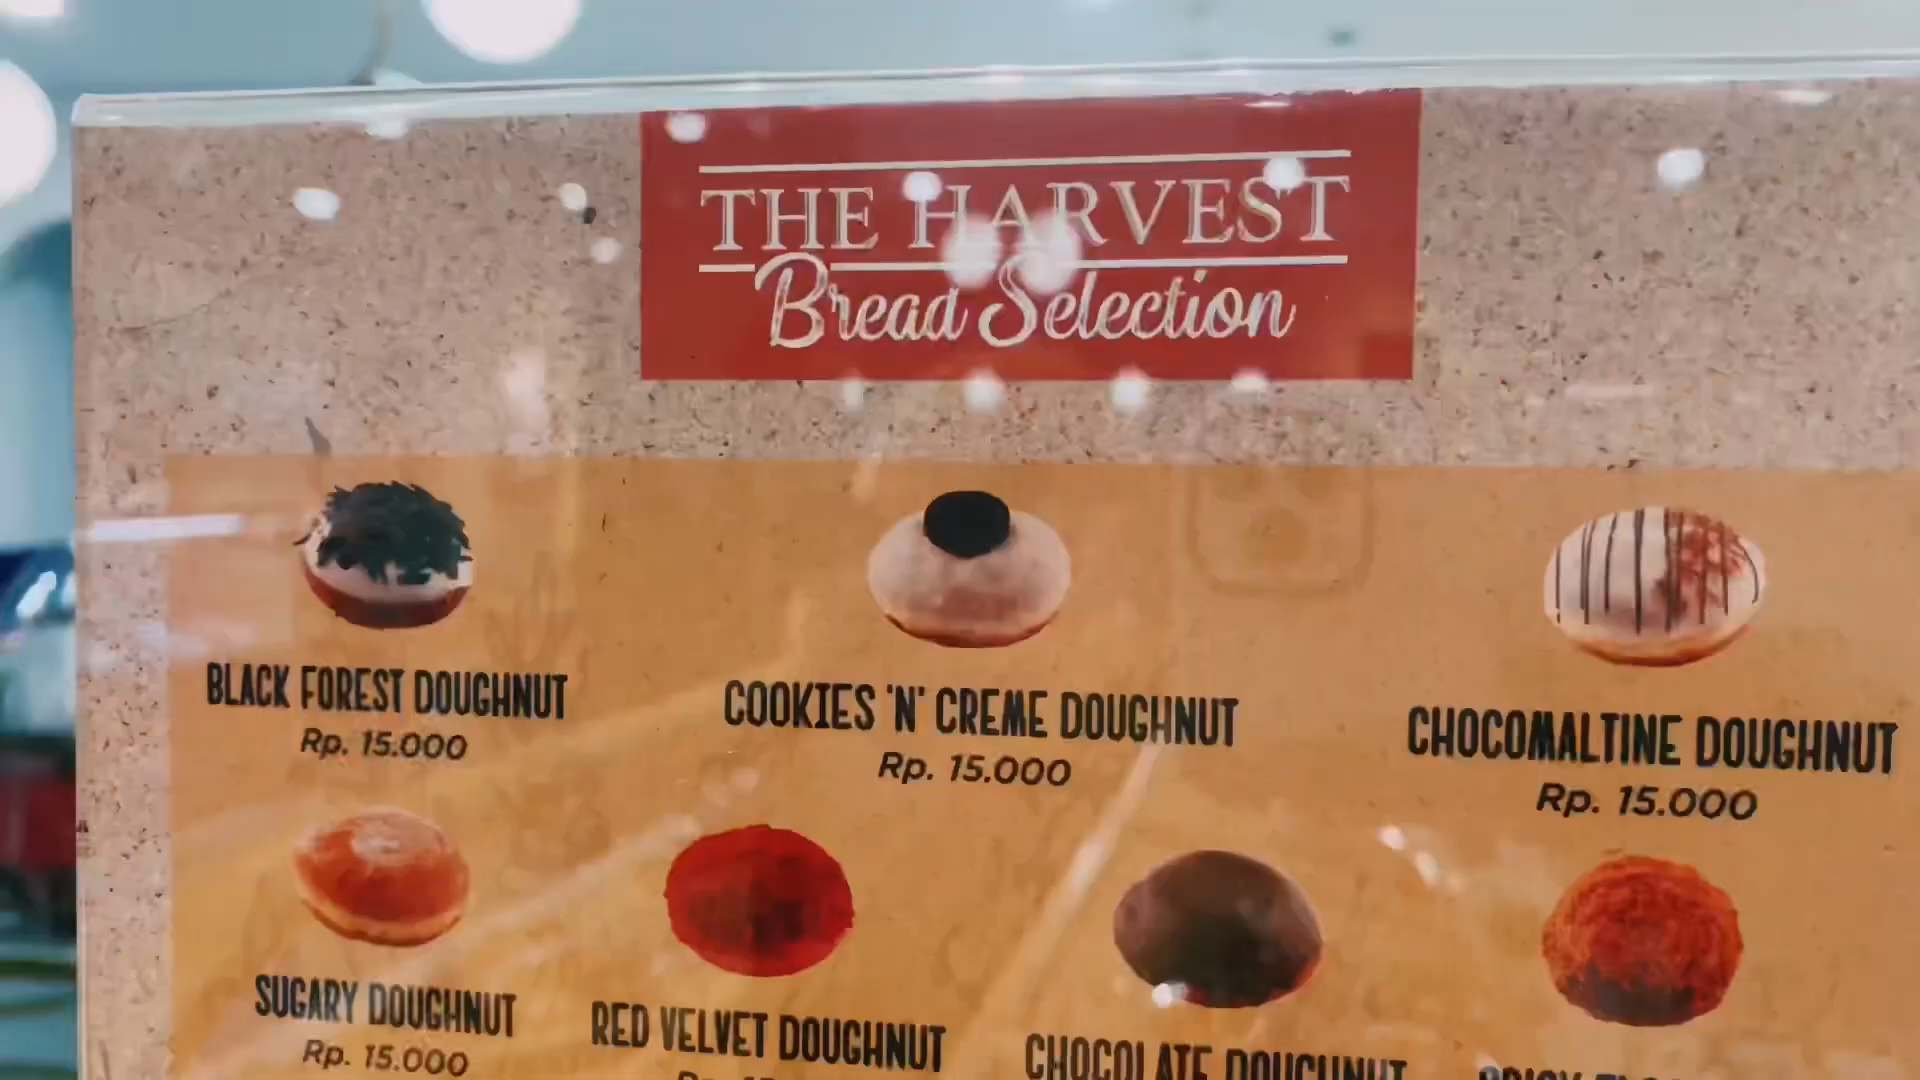 THE HARVEST
Bread Selection
BLACK FOREST DOUGHNUT
Rp. 15.000
COOKIES 'N' CREME DOUGHNUT
Rp. 15.000
CHOCOMALTINE DOUGHNUT
Rp. 15.000
SUGARY DOUGHNUT
Rp. 15.000
RED VELVET DOUGHNUT
CHOCOLATE DOUGHNUT